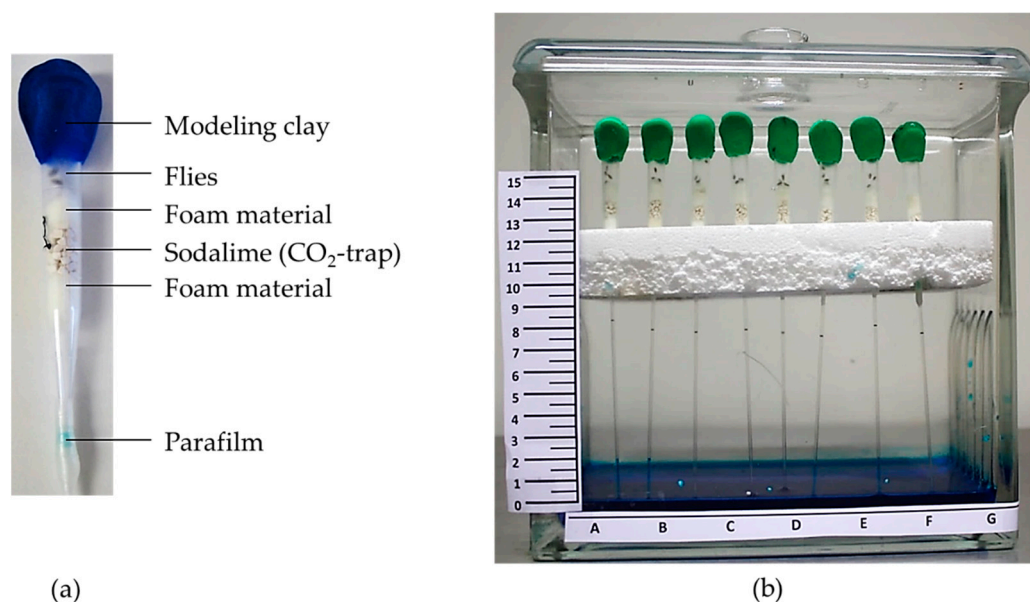 Modeling clay
Flies
Foam material
Sodalime (CO₂-trap)
Foam material
Parafilm
(a)
15
14
13
12
11
10
9
8
7
6
5
4
3
2
1
0
A B C D E F G
(b)